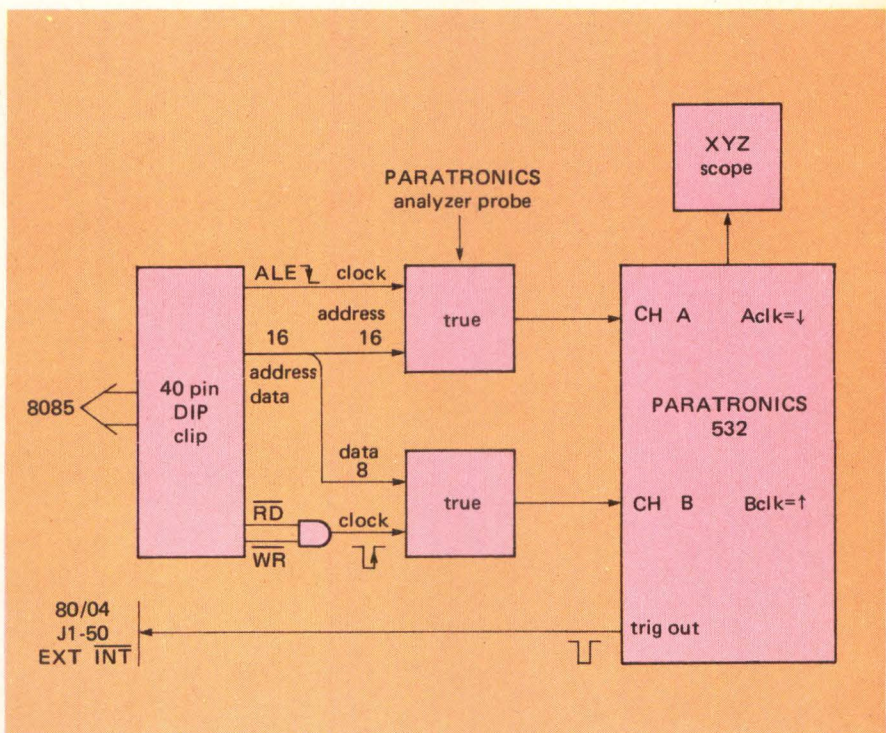 XYZ
scope
PARATRONICS
analyzer probe
ALE clock
address
16 16
address
data
true
CH A Aclk=↓
8085
40 pin
DIP
clip
PARATRONICS
532
data
8
true
CH B Bclk=↑
RD
clock
WR
80/04
J1-50
EXT INT
trig out